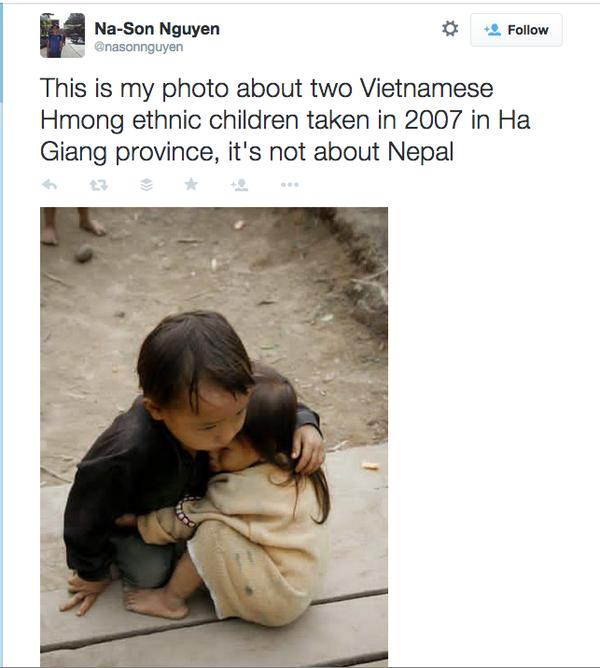 Na-Son Nguyen
@nasonnguyen
Follow
This is my photo about two Vietnamese
Hmong ethnic children taken in 2007 in Ha
Giang province, it's not about Nepal